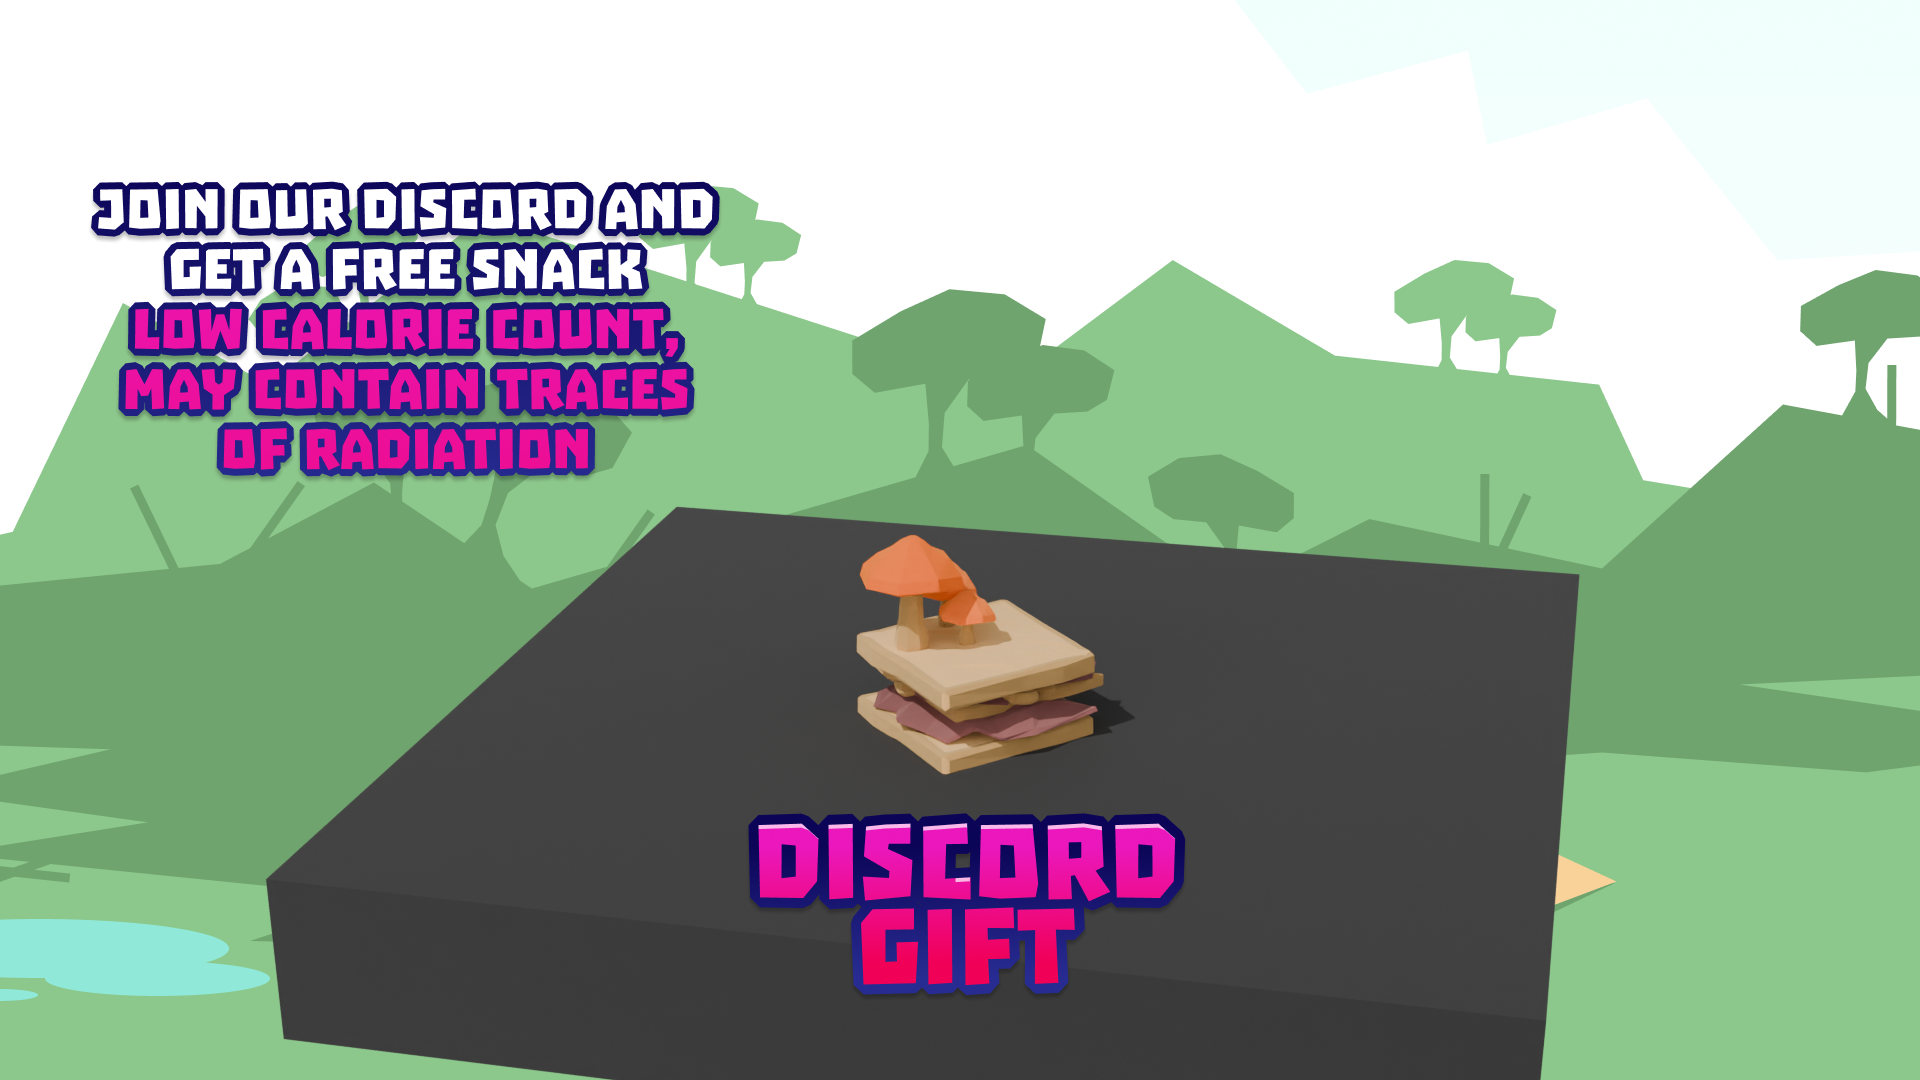 JOIN OUR DISCORD AND
GET A FREE SNACK
LOW CALORIE COUNT,
MAY CONTAIN TRACES
OF RADIATION
DISCORD
GIFT